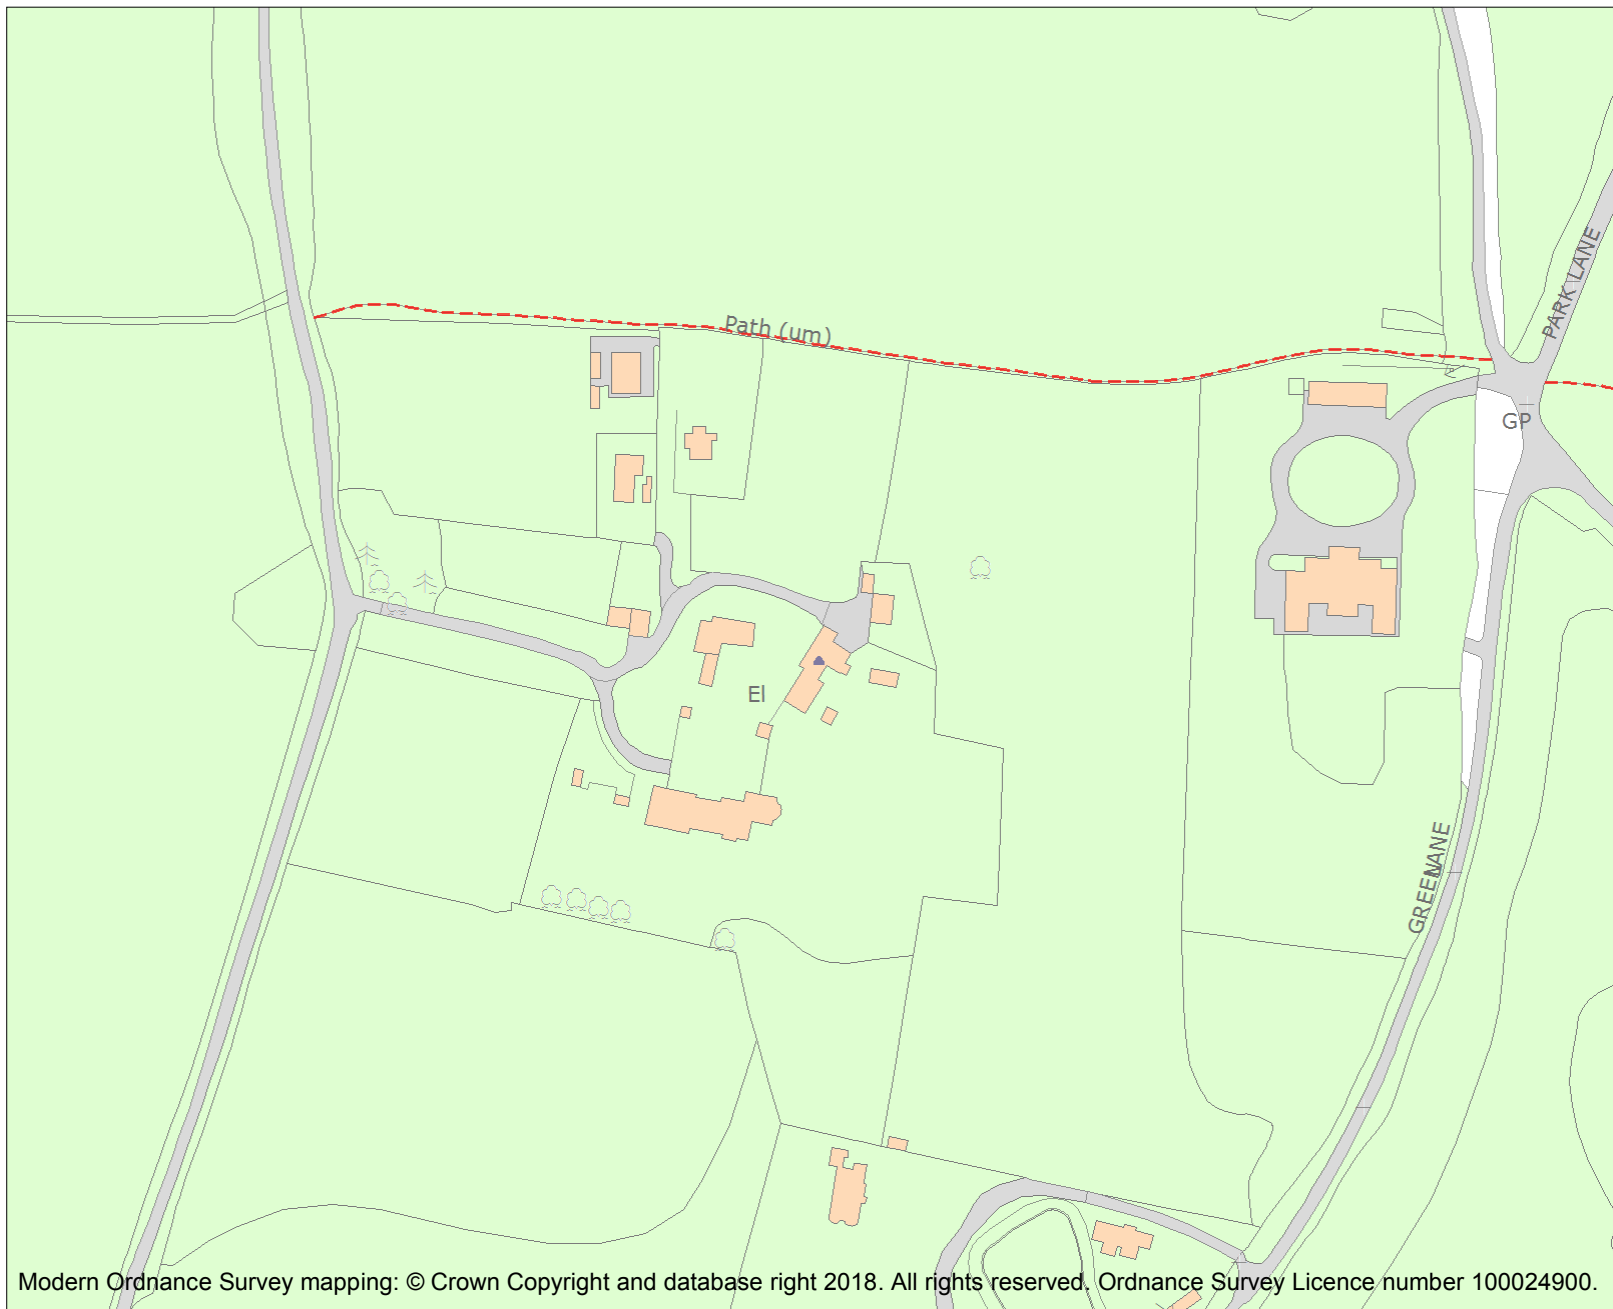 PARK LANE
Path (um)
GP
El
GREEN LANE
Modern Ordnance Survey mapping: © Crown Copyright and database right 2018. All rights reserved. Ordnance Survey Licence number 100024900.